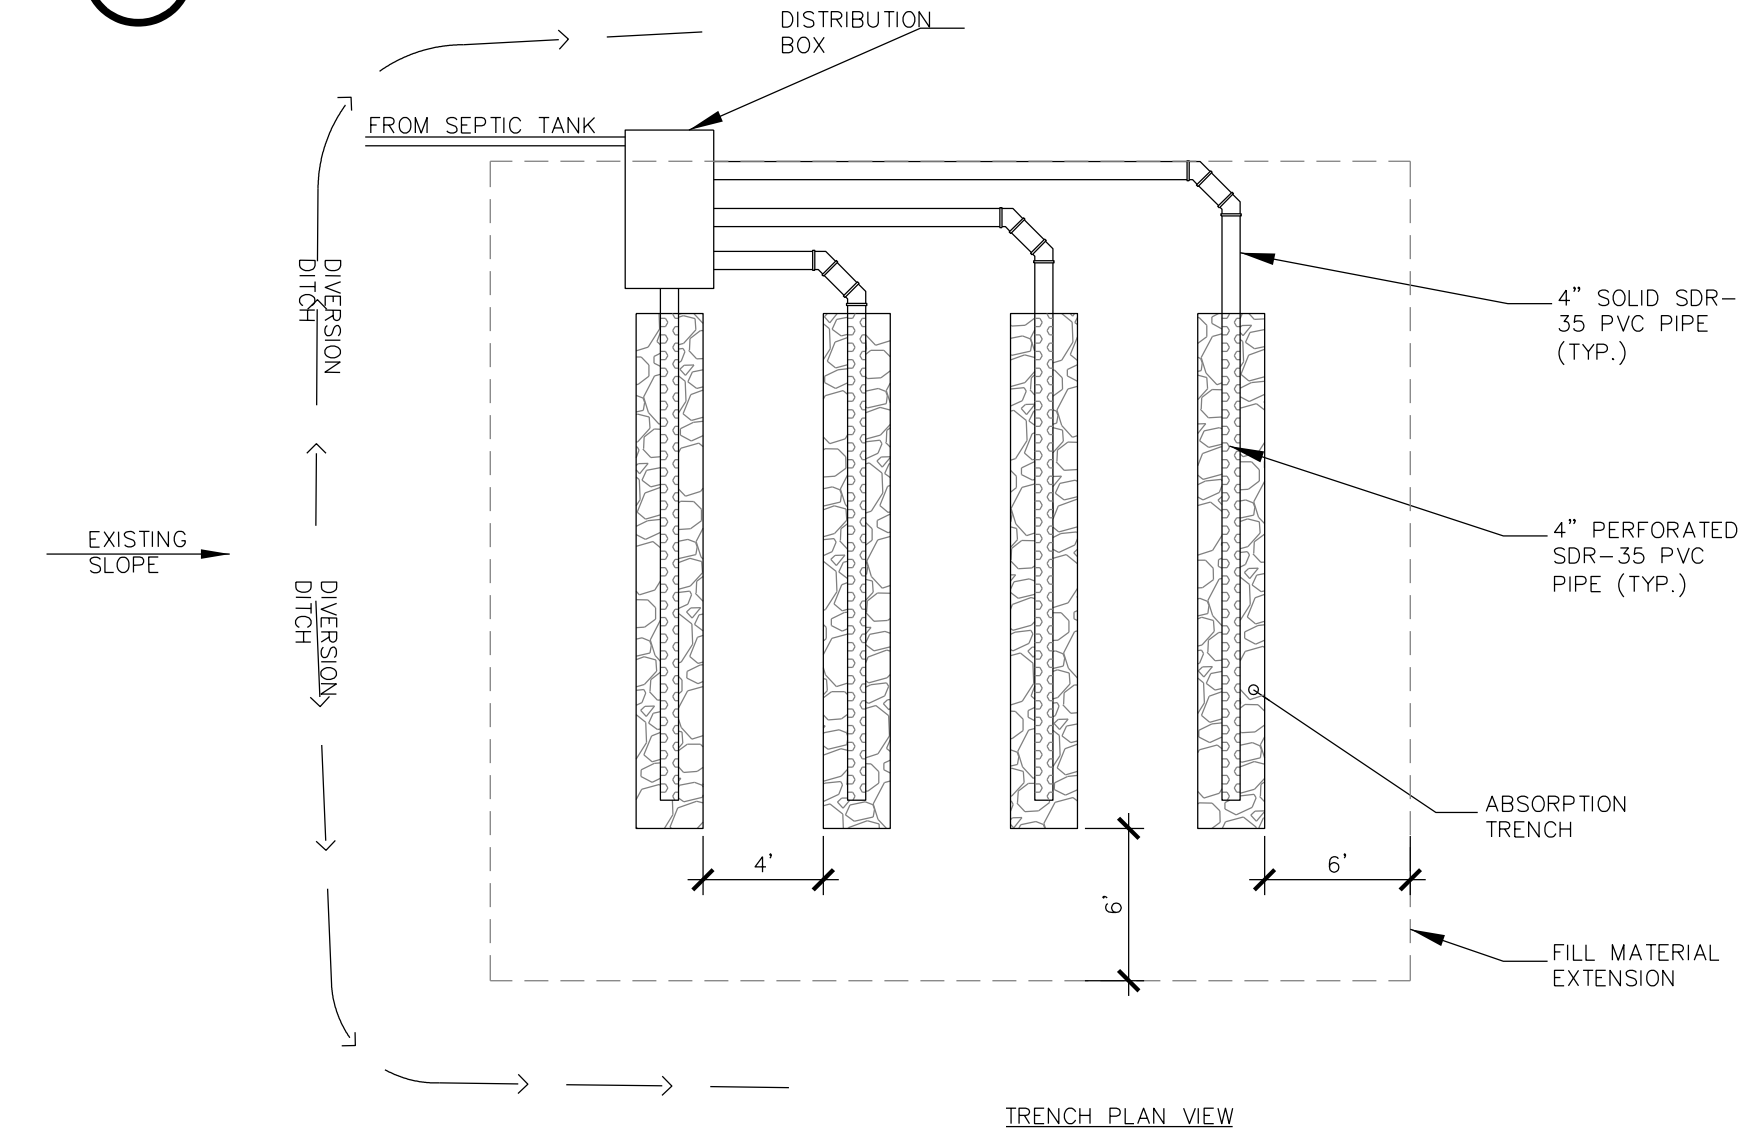 DISTRIBUTION
BOX
FROM SEPTIC TANK
DIVERSION
DITCH
4" SOLID SDR-
35 PVC PIPE
(TYP.)
EXISTING
SLOPE
4" PERFORATED
SDR-35 PVC
PIPE (TYP.)
DIVERSION
DITCH
ABSORPTION
TRENCH
4'
6'
6'
FILL MATERIAL
EXTENSION
TRENCH PLAN VIEW